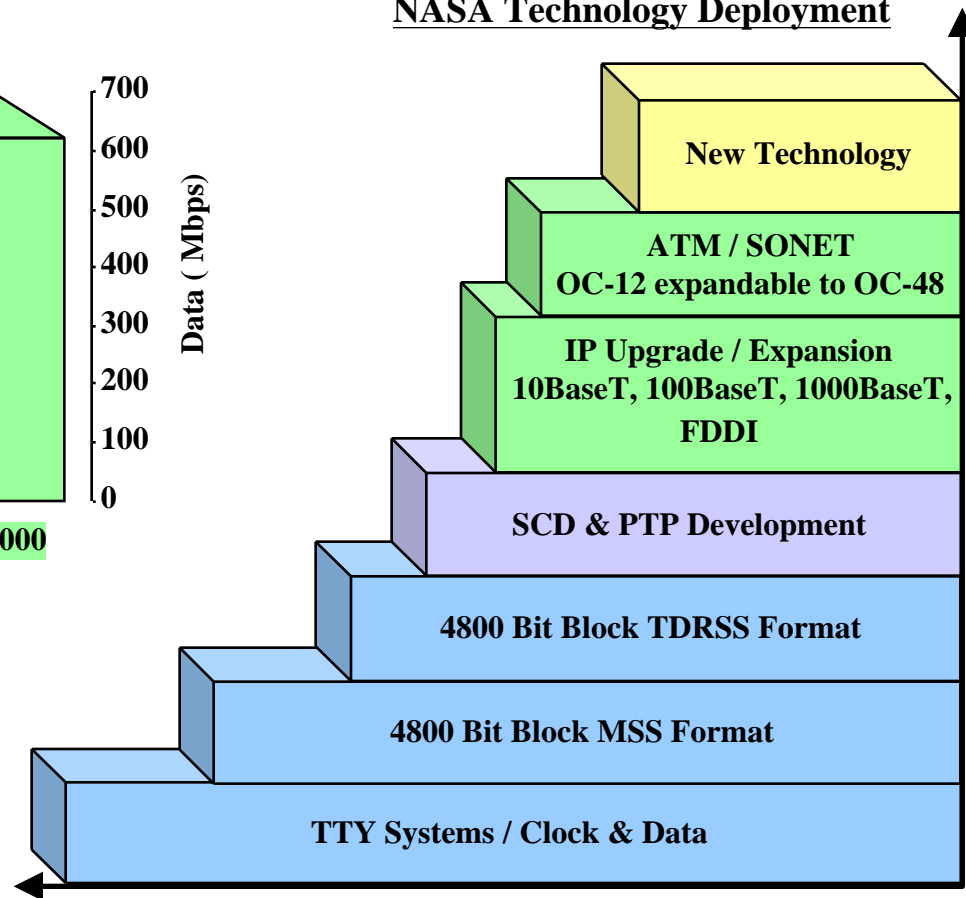 NASA Technology Deployment
700
600
500
400
300
200
100
0
Data ( Mbps)
000
New Technology
ATM / SONET
OC-12 expandable to OC-48
IP Upgrade / Expansion
10BaseT, 100BaseT, 1000BaseT,
FDDI
SCD & PTP Development
4800 Bit Block TDRSS Format
4800 Bit Block MSS Format
TTY Systems / Clock & Data